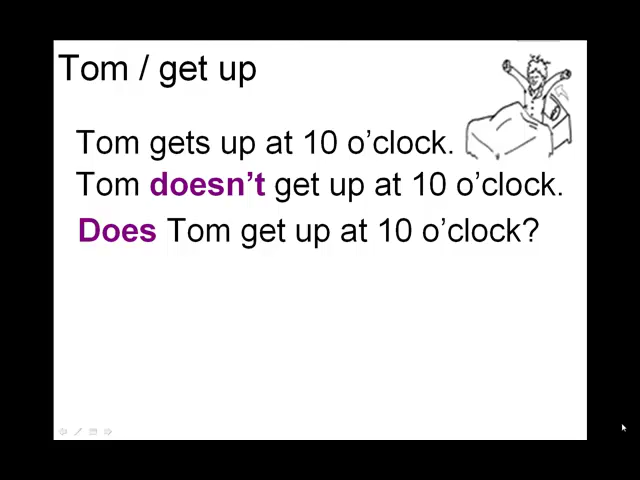 Tom / get up
Tom gets up at 10 o’clock.
Tom doesn’t get up at 10 o’clock.
Does Tom get up at 10 o’clock?